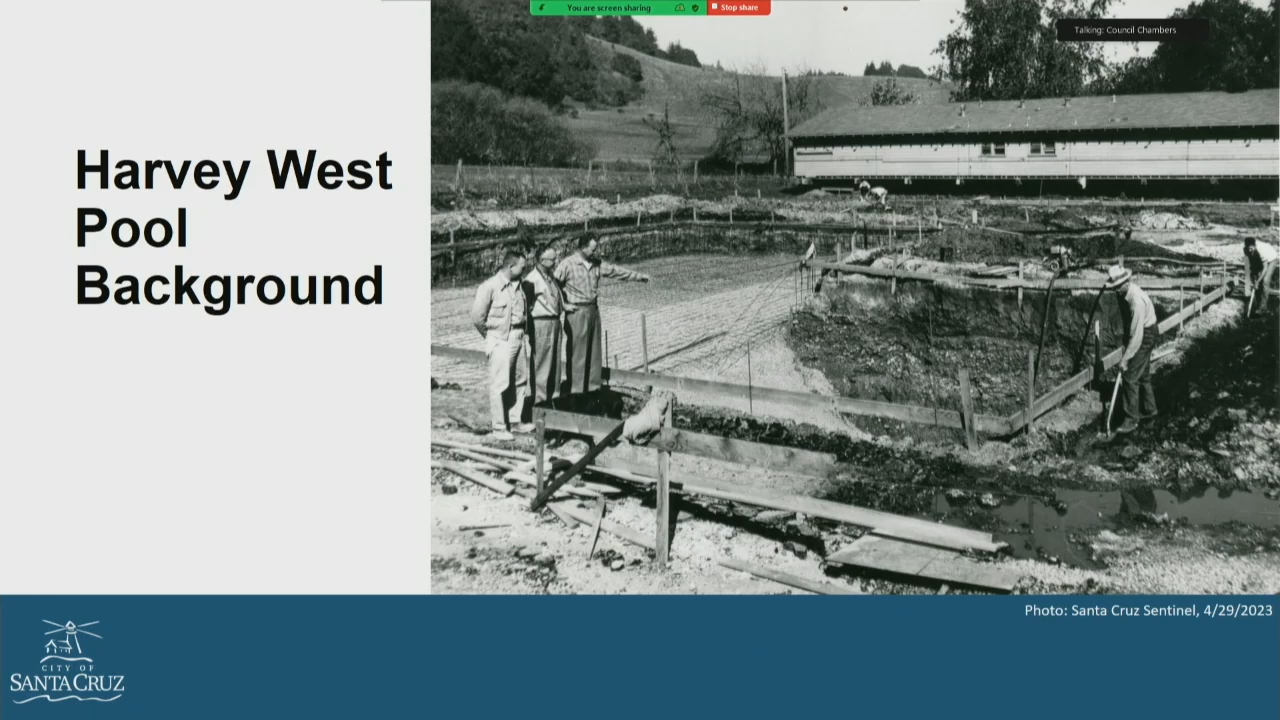 You are screen sharing
Stop share
Talking: Council Chambers
Harvey West
Pool
Background
Photo: Santa Cruz Sentinel, 4/29/2023
CITY OF
SANTA CRUZ